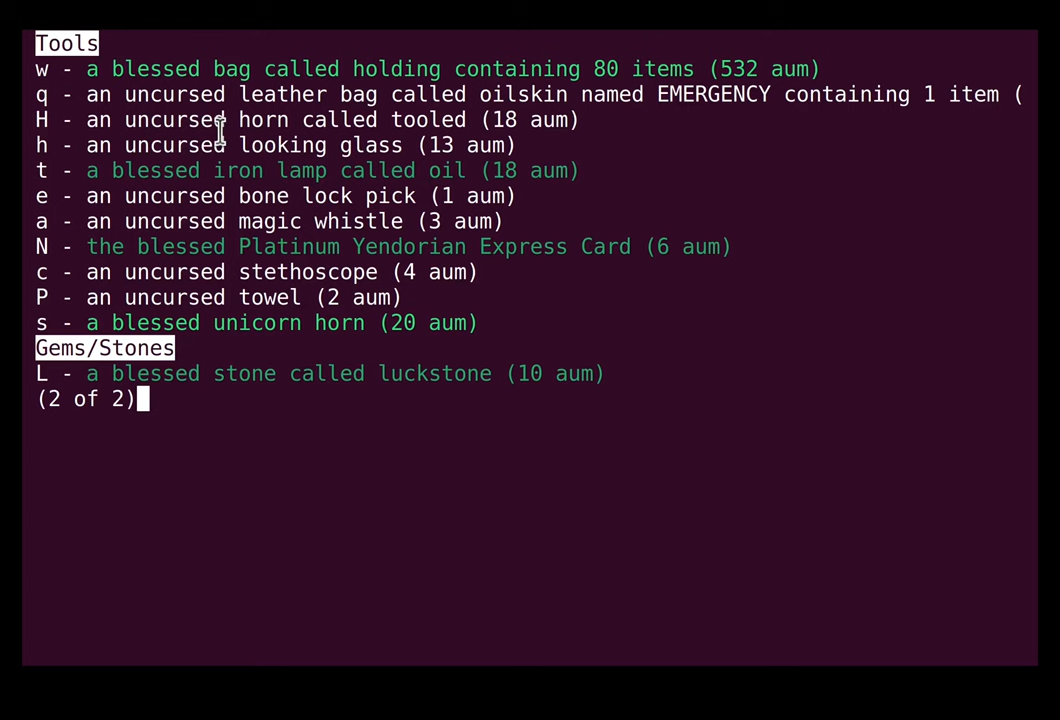 Tools
w - a blessed bag called holding containing 80 items (532 aum)
q - an uncursed leather bag called oilskin named EMERGENCY containing 1 item (
H - an uncursed horn called tooled (18 aum)
h - an uncursed looking glass (13 aum)
t - a blessed iron lamp called oil (18 aum)
e - an uncursed bone lock pick (1 aum)
a - an uncursed magic whistle (3 aum)
N - the blessed Platinum Yendorian Express Card (6 aum)
c - an uncursed stethoscope (4 aum)
P - an uncursed towel (2 aum)
s - a blessed unicorn horn (20 aum)
Gems/Stones
L - a blessed stone called luckstone (10 aum)
(2 of 2)